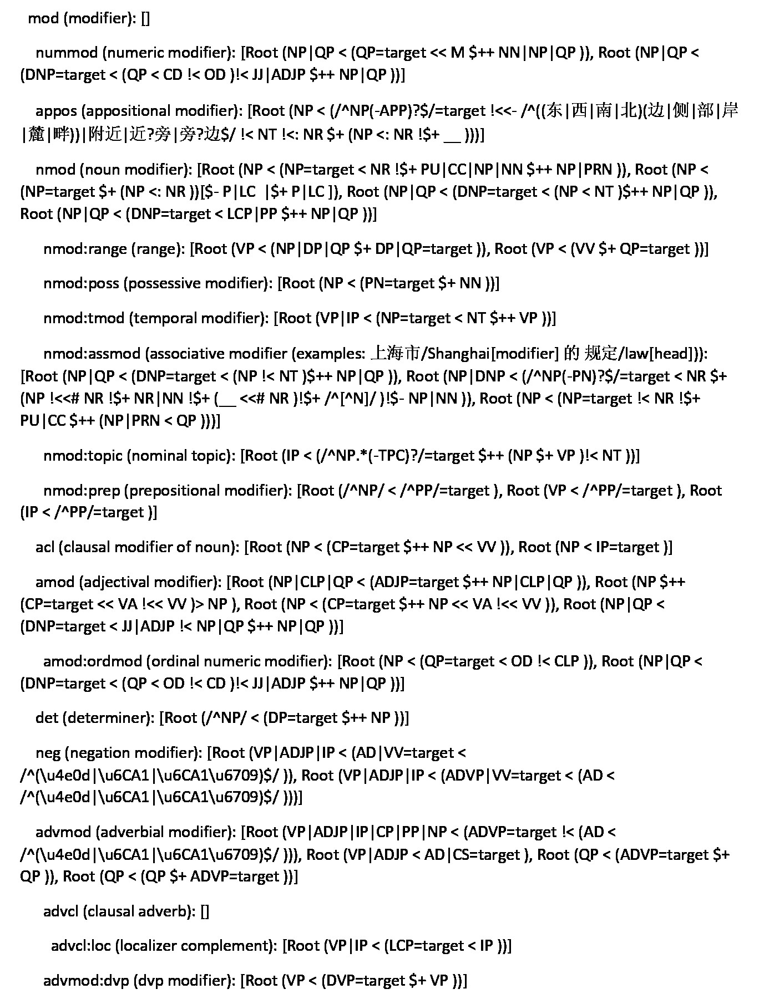 mod (modifier): []
nummod (numeric modifier): [Root (NP|QP < (QP=target << M $++ NN|NP|QP )), Root (NP|QP <
(DNP=target < (QP < CD !< OD )!< JJ|ADJP $++ NP|QP ))]
appos (appositional modifier): [Root (NP < (/^NP(-APP)?$/=target !<<- /^((东|西|南|北)(边|侧|部|岸
|麓|畔))|附近|近?旁|旁?边$/ !< NT !<: NR $+ (NP <: NR !$+ __ )))]
nmod (noun modifier): [Root (NP < (NP=target < NR !$+ PU|CC|NP|NN $++ NP|PRN )), Root (NP <
(NP=target $+ (NP <: NR ))[$- P|LC  |$+ P|LC ]), Root (NP|QP < (DNP=target < (NP < NT )$++ NP|QP )),
Root (NP|QP < (DNP=target < LCP|PP $++ NP|QP ))]
nmod:range (range): [Root (VP < (NP|DP|QP $+ DP|QP=target )), Root (VP < (VV $+ QP=target ))]
nmod:poss (possessive modifier): [Root (NP < (PN=target $+ NN ))]
nmod:tmod (temporal modifier): [Root (VP|IP < (NP=target < NT $++ VP ))]
nmod:assmod (associative modifier (examples: 上海市/Shanghai[modifier] 的 规定/law[head])):
[Root (NP|QP < (DNP=target < (NP !< NT )$++ NP|QP )), Root (NP|DNP < (/^NP(-PN)?$/=target < NR $+
(NP !<<# NR !$+ NR|NN !$+ (__ <<# NR )!$+ /^[^N]/ )!$- NP|NN )), Root (NP < (NP=target !< NR !$+
PU|CC $++ (NP|PRN < QP )))]
nmod:topic (nominal topic): [Root (IP < (/^NP.*(-TPC)?/=target $++ (NP $+ VP )!< NT ))]
nmod:prep (prepositional modifier): [Root (/^NP/ < /^PP/=target ), Root (VP < /^PP/=target ), Root
(IP < /^PP/=target )]
acl (clausal modifier of noun): [Root (NP < (CP=target $++ NP << VV )), Root (NP < IP=target )]
amod (adjectival modifier): [Root (NP|CLP|QP < (ADJP=target $++ NP|CLP|QP )), Root (NP $++
(CP=target << VA !<< VV )> NP ), Root (NP < (CP=target $++ NP << VA !<< VV )), Root (NP|QP <
(DNP=target < JJ|ADJP !< NP|QP $++ NP|QP ))]
amod:ordmod (ordinal numeric modifier): [Root (NP < (QP=target < OD !< CLP )), Root (NP|QP <
(DNP=target < (QP < OD !< CD )!< JJ|ADJP $++ NP|QP ))]
det (determiner): [Root (/^NP/ < (DP=target $++ NP ))]
neg (negation modifier): [Root (VP|ADJP|IP < (AD|VV=target <
/^(\u4e0d|\u6CA1|\u6CA1\u6709)$/ )), Root (VP|ADJP|IP < (ADVP|VV=target < (AD <
/^(\u4e0d|\u6CA1|\u6CA1\u6709)$/ )))]
advmod (adverbial modifier): [Root (VP|ADJP|IP|CP|PP|NP < (ADVP=target !< (AD <
/^(\u4e0d|\u6CA1|\u6CA1\u6709)$/ ))), Root (VP|ADJP < AD|CS=target ), Root (QP < (ADVP=target $+
QP )), Root (QP < (QP $+ ADVP=target ))]
advcl (clausal adverb): []
advcl:loc (localizer complement): [Root (VP|IP < (LCP=target < IP ))]
advmod:dvp (dvp modifier): [Root (VP < (DVP=target $+ VP ))]